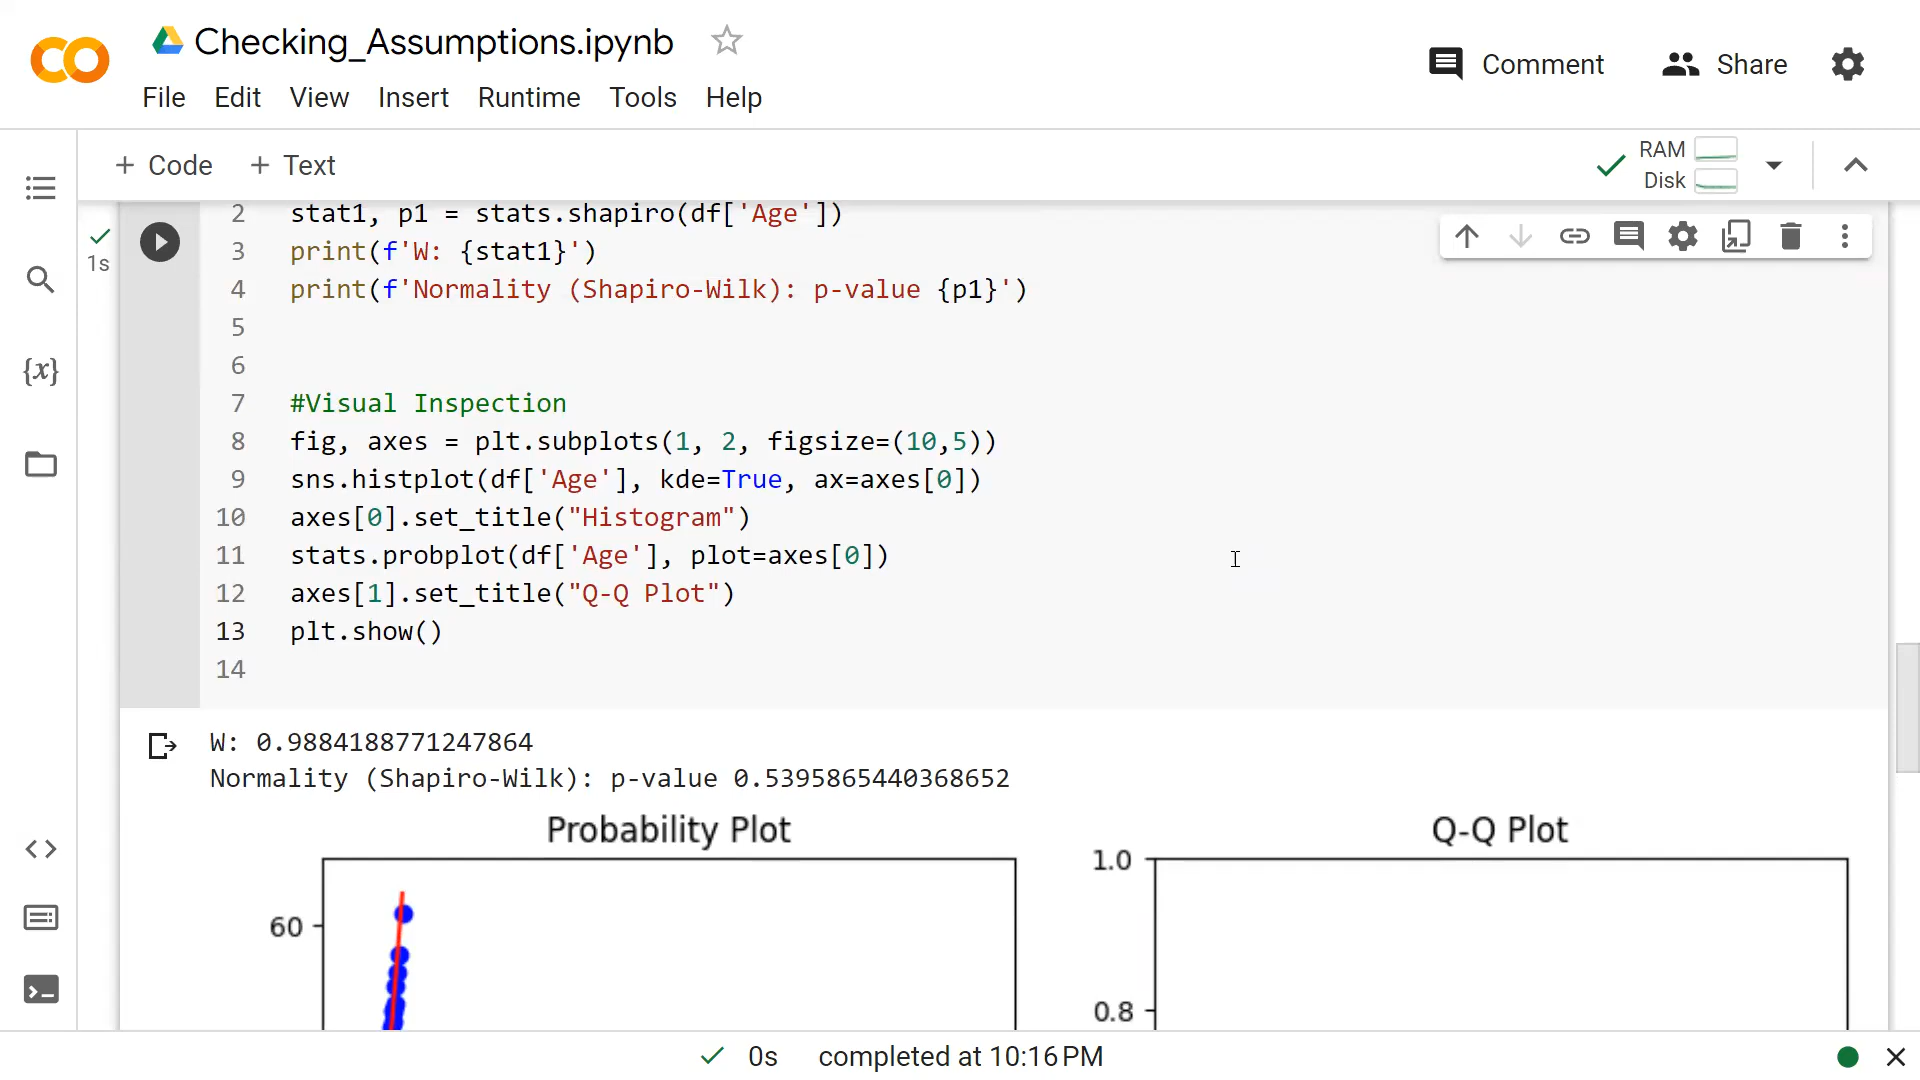 Checking_Assumptions.ipynb
Comment
Share
File Edit View Insert Runtime Tools Help
+ Code + Text
RAM
Disk
1s
2 stat1, p1 = stats.shapiro(df['Age'])
3 print(f'W: {stat1}')
4 print(f'Normality (Shapiro-Wilk): p-value {p1}')
5
6
7 #Visual Inspection
8 fig, axes = plt.subplots(1, 2, figsize=(10,5))
9 sns.histplot(df['Age'], kde=True, ax=axes[0])
10 axes[0].set_title("Histogram")
11 stats.probplot(df['Age'], plot=axes[0])
12 axes[1].set_title("Q-Q Plot")
13 plt.show()
14
{x}
W: 0.9884188771247864
Normality (Shapiro-Wilk): p-value 0.5395865440368652
Probability Plot
Q-Q Plot
60
1.0
0.8
0s completed at 10:16 PM